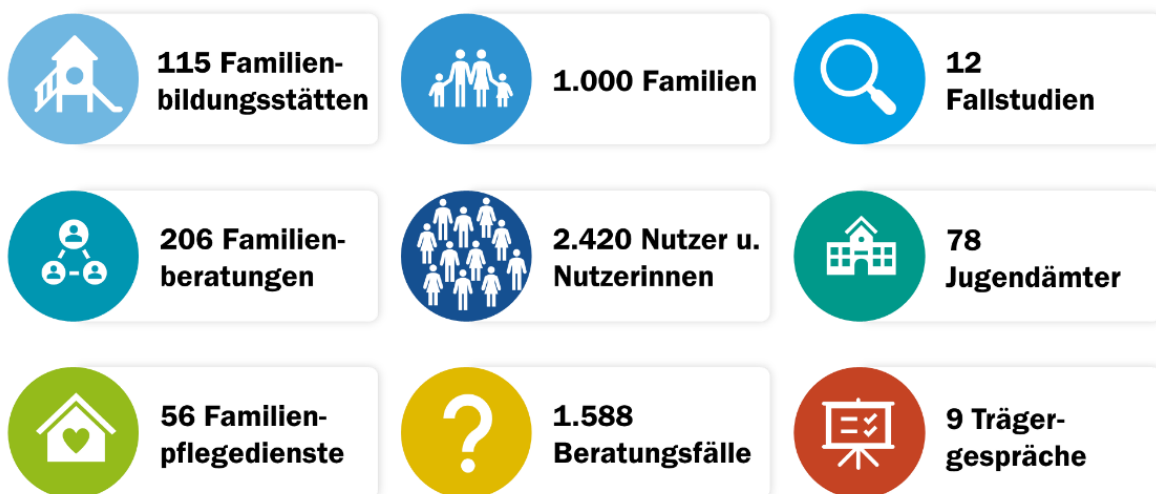 115 Familien-
bildungsstätten
1.000 Familien
12
Fallstudien
206 Familien-
beratungen
2.420 Nutzer u.
Nutzerinnen
78
Jugendämter
56 Familien-
pflegedienste
?
1.588
Beratungsfälle
9 Träger-
gespräche